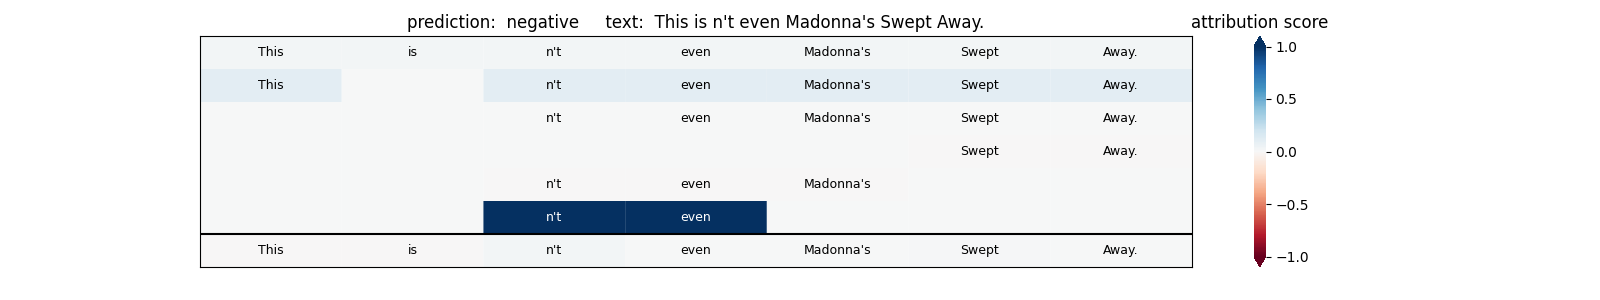 prediction:  negative     text:  This is n't even Madonna's Swept Away.
attribution score
This is n't even Madonna's Swept Away.
This n't even Madonna's Swept Away.
n't even Madonna's Swept Away.
Swept Away.
n't even Madonna's
n't even
This is n't even Madonna's Swept Away.
1.0
0.5
0.0
−0.5
−1.0